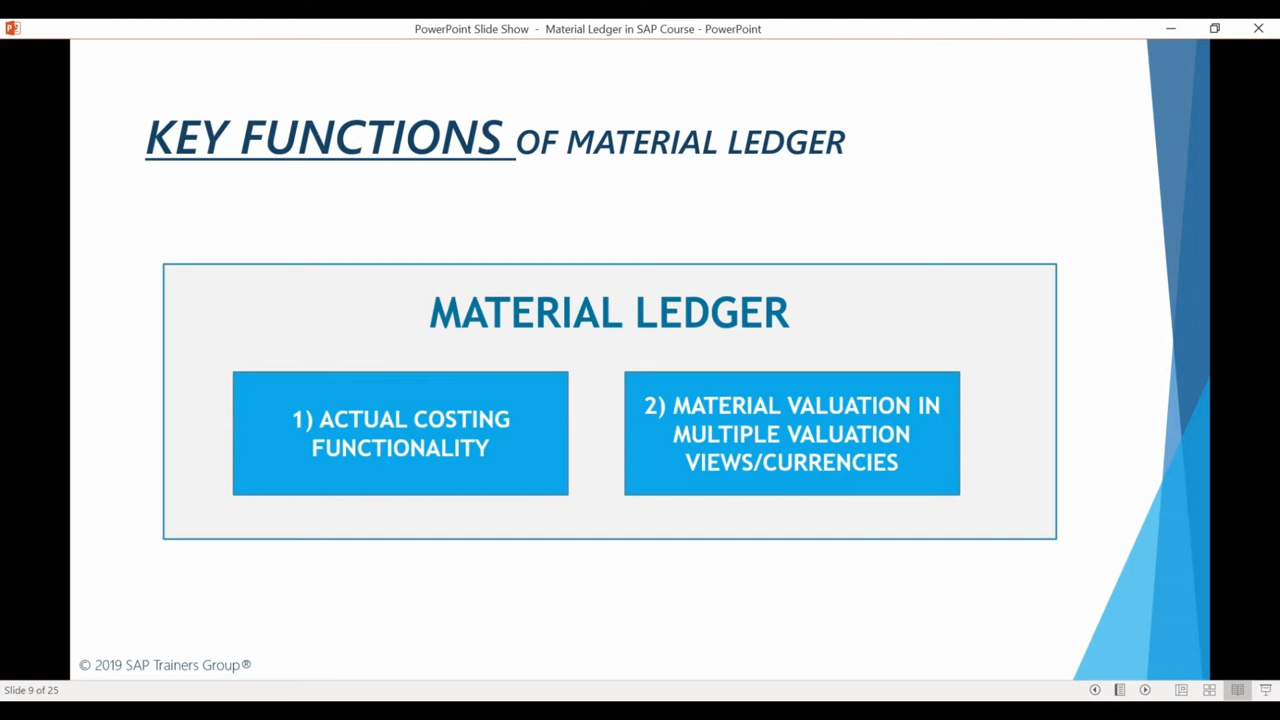 PowerPoint Slide Show - Material Ledger in SAP Course - PowerPoint
KEY FUNCTIONS OF MATERIAL LEDGER
MATERIAL LEDGER
1) ACTUAL COSTING
FUNCTIONALITY
2) MATERIAL VALUATION IN
MULTIPLE VALUATION
VIEWS/CURRENCIES
© 2019 SAP Trainers Group®
Slide 9 of 25